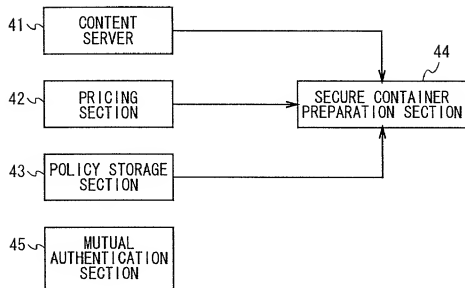 41
CONTENT
SERVER
44
42
PRICING
SECTION
SECURE CONTAINER
PREPARATION SECTION
43
POLICY STORAGE
SECTION
45
MUTUAL
AUTHENTICATION
SECTION